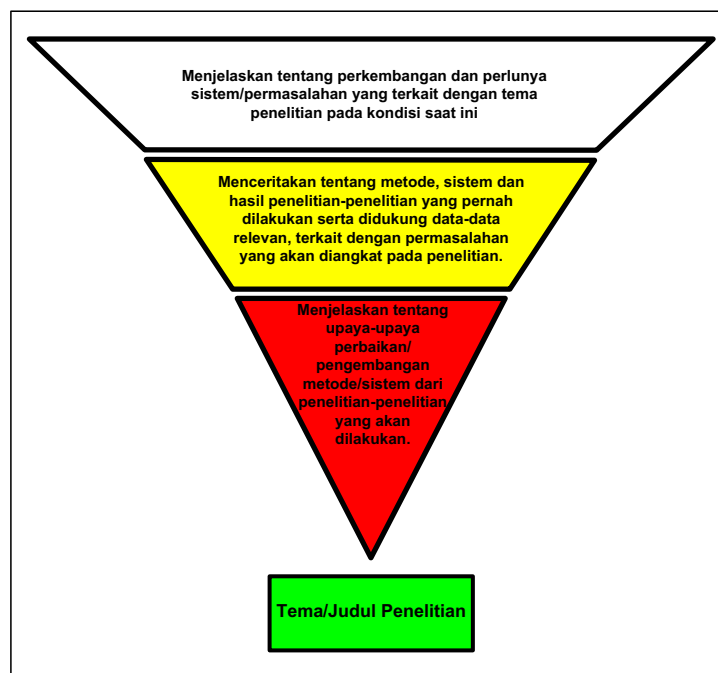 Menjelaskan tentang perkembangan dan perlunya
sistem/permasalahan yang terkait dengan tema
penelitian pada kondisi saat ini
Menceritakan tentang metode, sistem dan
hasil penelitian-penelitian yang pernah
dilakukan serta didukung data-data
relevan, terkait dengan permasalahan
yang akan diangkat pada penelitian.
Menjelaskan tentang
upaya-upaya
perbaikan/
pengembangan
metode/sistem dari
penelitian-penelitian
yang akan
dilakukan.
Tema/Judul Penelitian